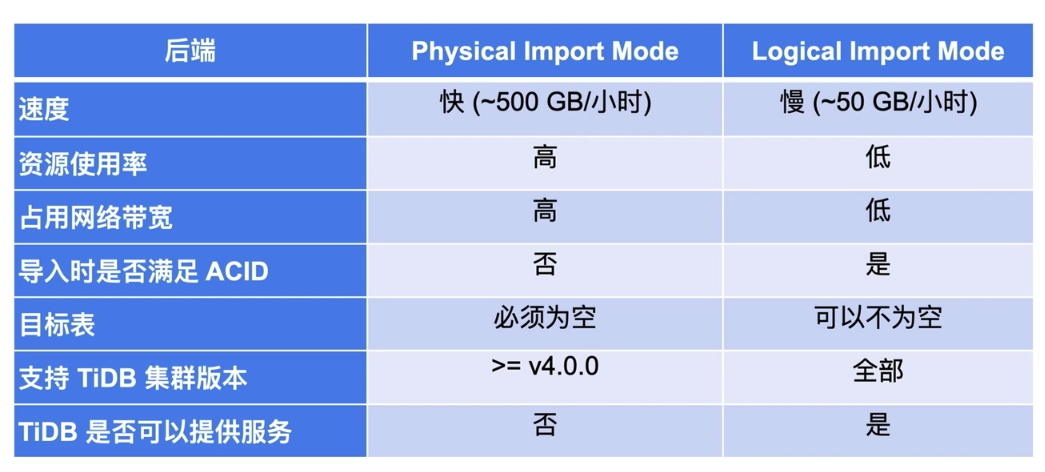 后端 Physical Import Mode Logical Import Mode
速度 快 (~500 GB/小时) 慢 (~50 GB/小时)
资源使用率 高 低
占用网络带宽 高 低
导入时是否满足 ACID 否 是
目标表 必须为空 可以不为空
支持 TiDB 集群版本 >= v4.0.0 全部
TiDB 是否可以提供服务 否 是